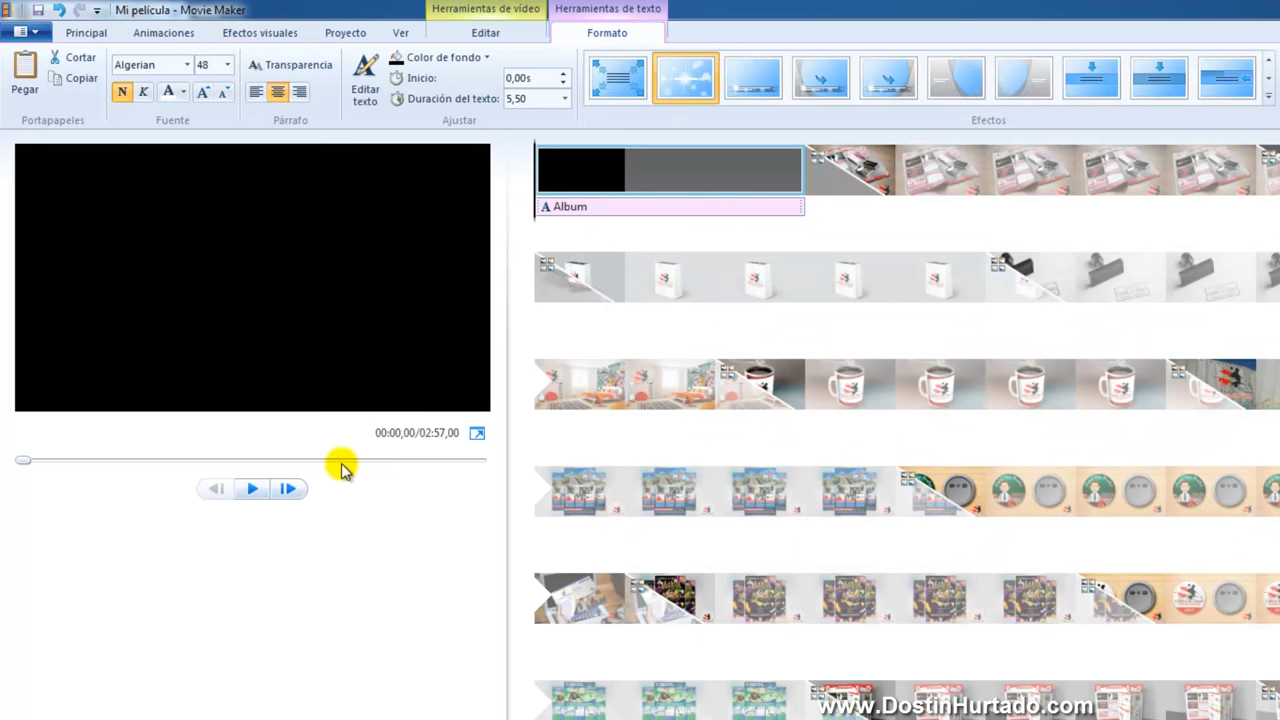 Mi película - Movie Maker
Herramientas de vídeo
Herramientas de texto
Principal
Animaciones
Efectos visuales
Proyecto
Ver
Editar
Formato
Pegar
Cortar
Copiar
Portapapeles
Algerian
48
N
K
A
A
A
Fuente
Transparencia
Párrafo
Editar
texto
Color de fondo
Inicio:
0,00s
Duración del texto:
5,50
Ajustar
Efectos
A Album
00:00,00/02:57,00
www.DostinHurtado.com